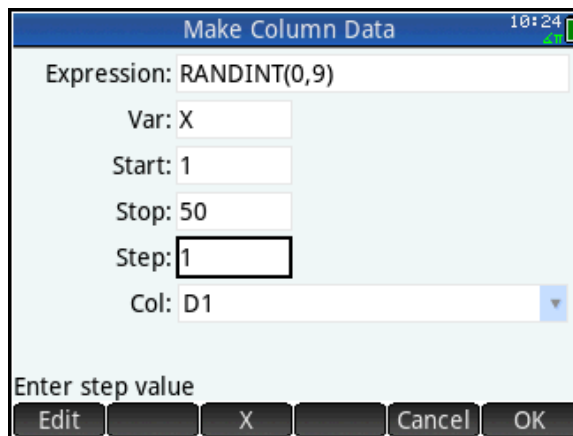 Make Column Data 10:24
∠π
Expression: RANDINT(0,9)
Var: X
Start: 1
Stop: 50
Step: 1
Col: D1
Enter step value
Edit X Cancel OK